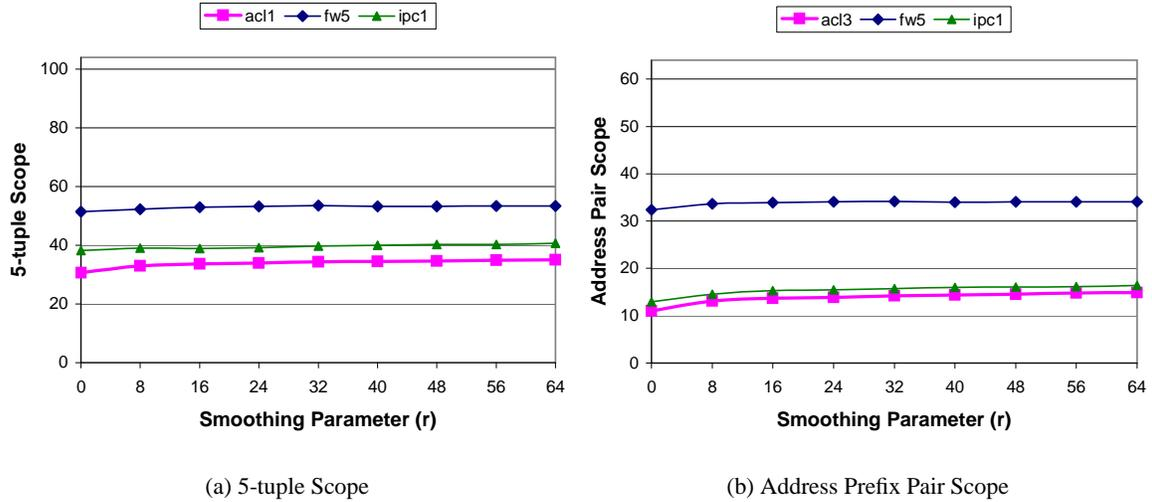 acl1 fw5 ipc1
100
80
60
40
20
0
5-tuple Scope
0 8 16 24 32 40 48 56 64
Smoothing Parameter (r)
(a) 5-tuple Scope
acl3 fw5 ipc1
60
50
40
30
20
10
0
Address Pair Scope
0 8 16 24 32 40 48 56 64
Smoothing Parameter (r)
(b) Address Prefix Pair Scope